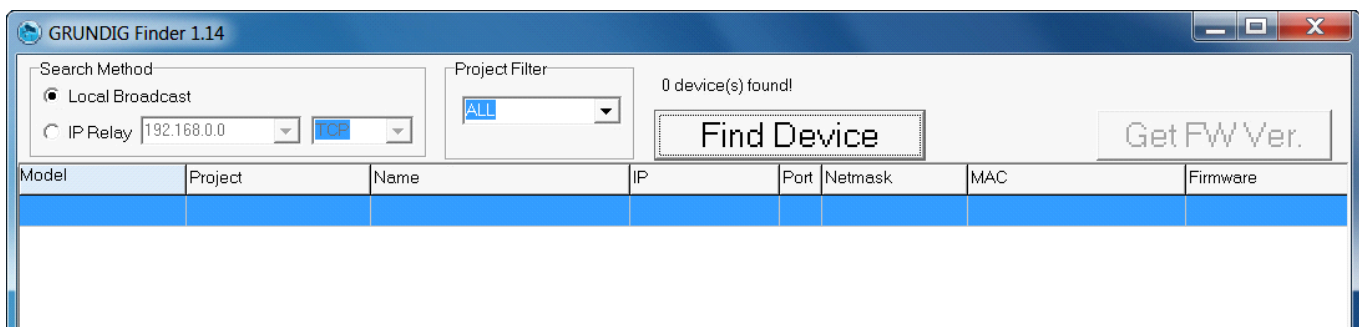 GRUNDIG Finder 1.14
Search Method
Local Broadcast
IP Relay 192.168.0.0 TCP
Project Filter
ALL
0 device(s) found!
Find Device
Get FW Ver.
Model Project Name IP Port Netmask MAC Firmware